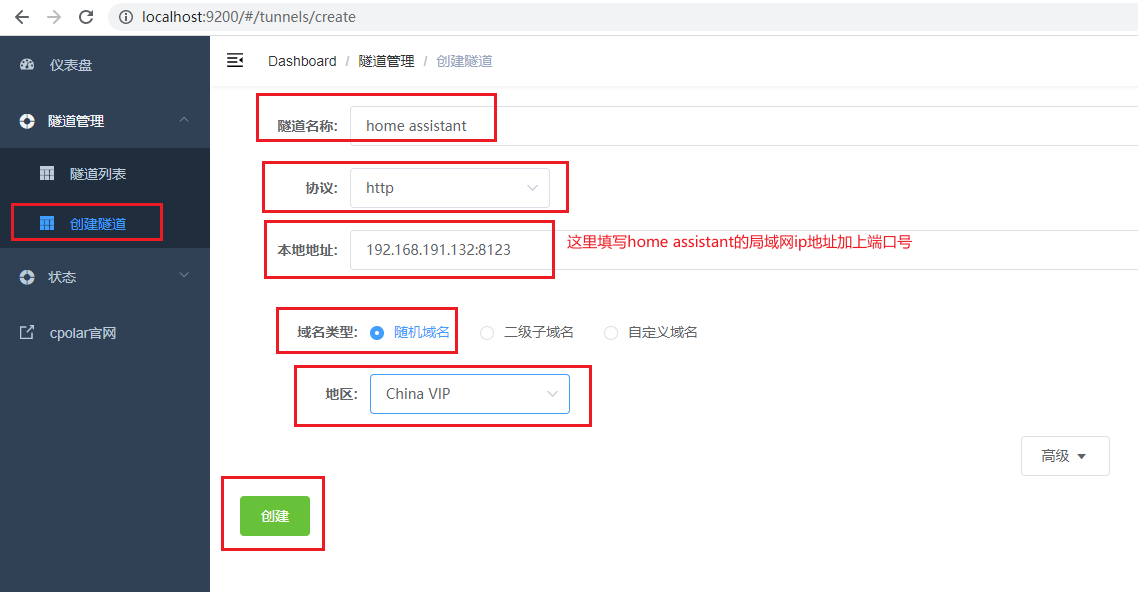 localhost:9200/#/tunnels/create
仪表盘
Dashboard / 隧道管理 / 创建隧道
隧道管理
隧道名称: home assistant
隧道列表
协议: http
创建隧道
本地地址: 192.168.191.132:8123 这里填写home assistant的局域网ip地址加上端口号
状态
cpolar官网
域名类型: 随机域名 二级子域名 自定义域名
地区: China VIP
高级
创建